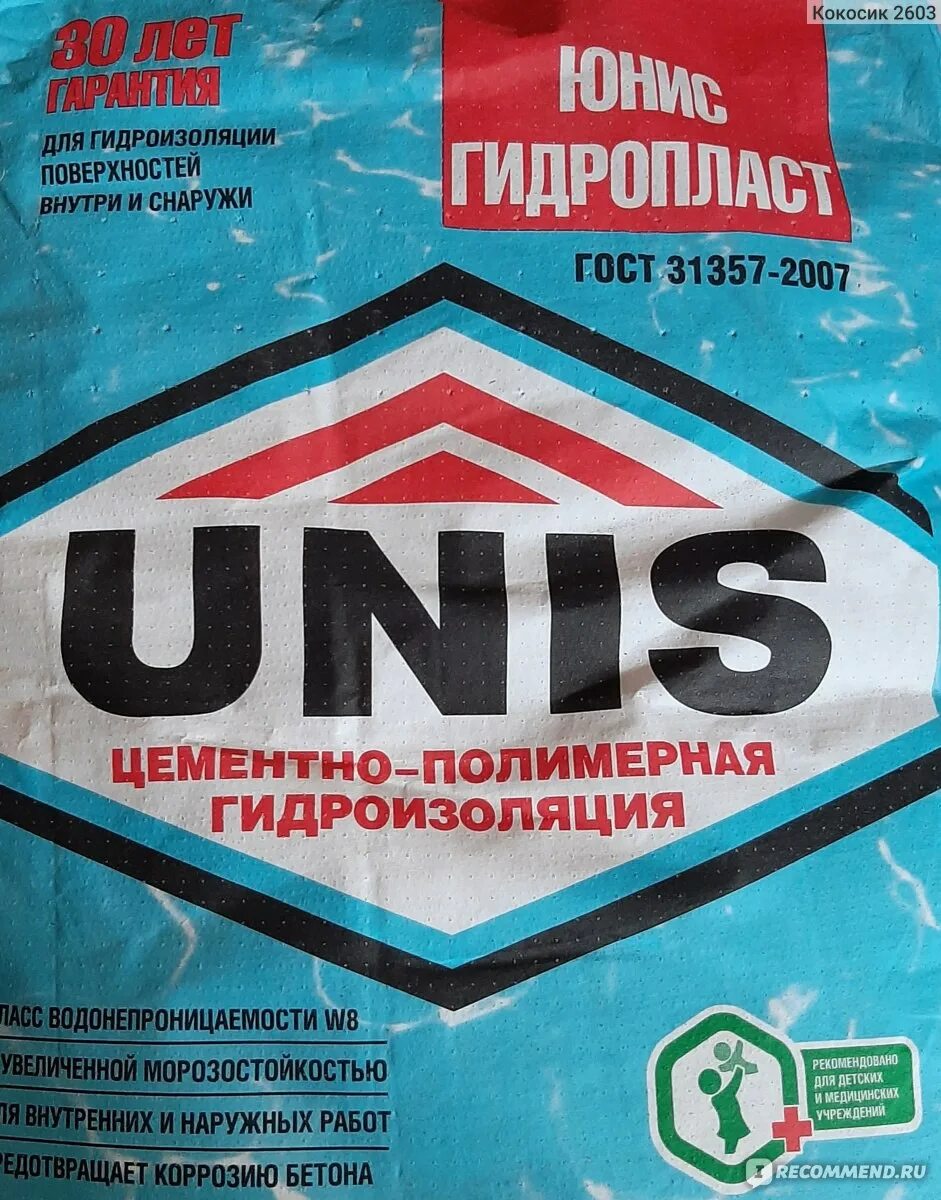 Кокосик 2603
30 ЛЕТ
ГАРАНТИЯ
ДЛЯ ГИДРОИЗОЛЯЦИИ
ПОВЕРХНОСТЕЙ
ВНУТРИ И СНАРУЖИ
ЮНИС
ГИДРОПЛАСТ
ГОСТ 31357-2007
UNIS
ЦЕМЕНТНО-ПОЛИМЕРНАЯ
ГИДРОИЗОЛЯЦИЯ
ЛАСС ВОДОНЕПРОНИЦАЕМОСТИ W8
УВЕЛИЧЕННОЙ МОРОЗОСТОЙКОСТЬЮ
ЛЯ ВНУТРЕННИХ И НАРУЖНЫХ РАБОТ
РЕДОТВРАЩАЕТ КОРРОЗИЮ БЕТОНА
РЕКОМЕНДОВАНО
ДЛЯ ДЕТСКИХ
И МЕДИЦИНСКИХ
УЧРЕЖДЕНИЙ
RECOMMEND.RU